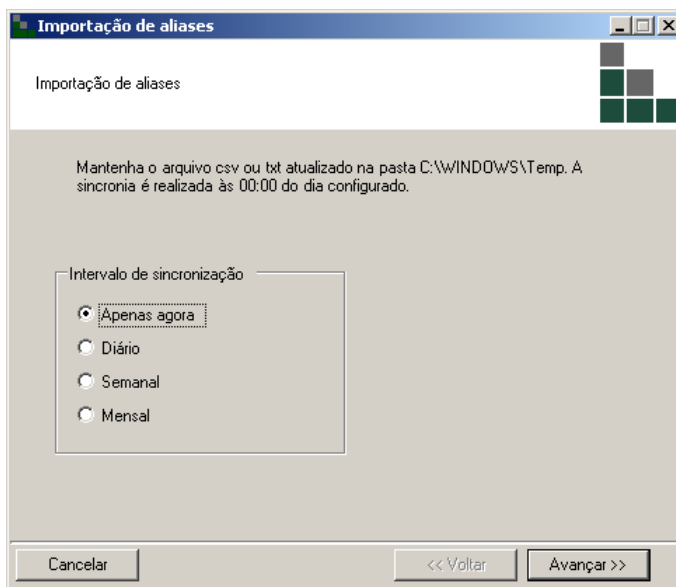 Importação de aliases
Importação de aliases
Mantenha o arquivo csv ou txt atualizado na pasta C:\WINDOWS\Temp. A
sincronia é realizada às 00:00 do dia configurado.
Intervalo de sincronização
Apenas agora
Diário
Semanal
Mensal
Cancelar
<< Voltar
Avançar >>